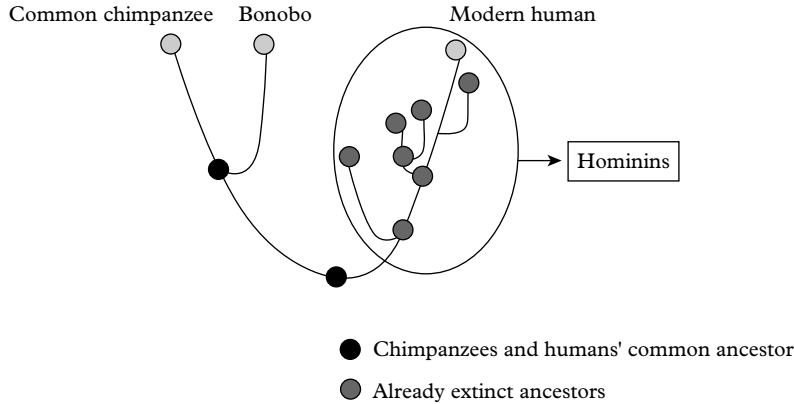 Common chimpanzee
Bonobo
Modern human
Hominins
Chimpanzees and humans' common ancestor
Already extinct ancestors